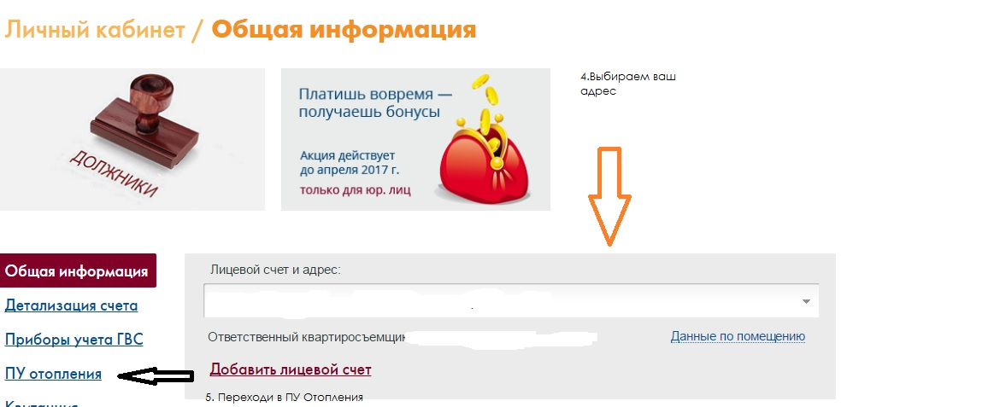 Личный кабинет / Общая информация
ДОЛЖНИКИ
Платишь вовремя —
получаешь бонусы
Акция действует
до апреля 2017 г.
только для юр. лиц
4.Выбираем ваш
адрес
Общая информация
Детализация счета
Приборы учета ГВС
ПУ отопления
Квитанция
Лицевой счет и адрес:
Ответственный квартиросъемщик
Данные по помещению
Добавить лицевой счет
5. Переходи в ПУ Отопления